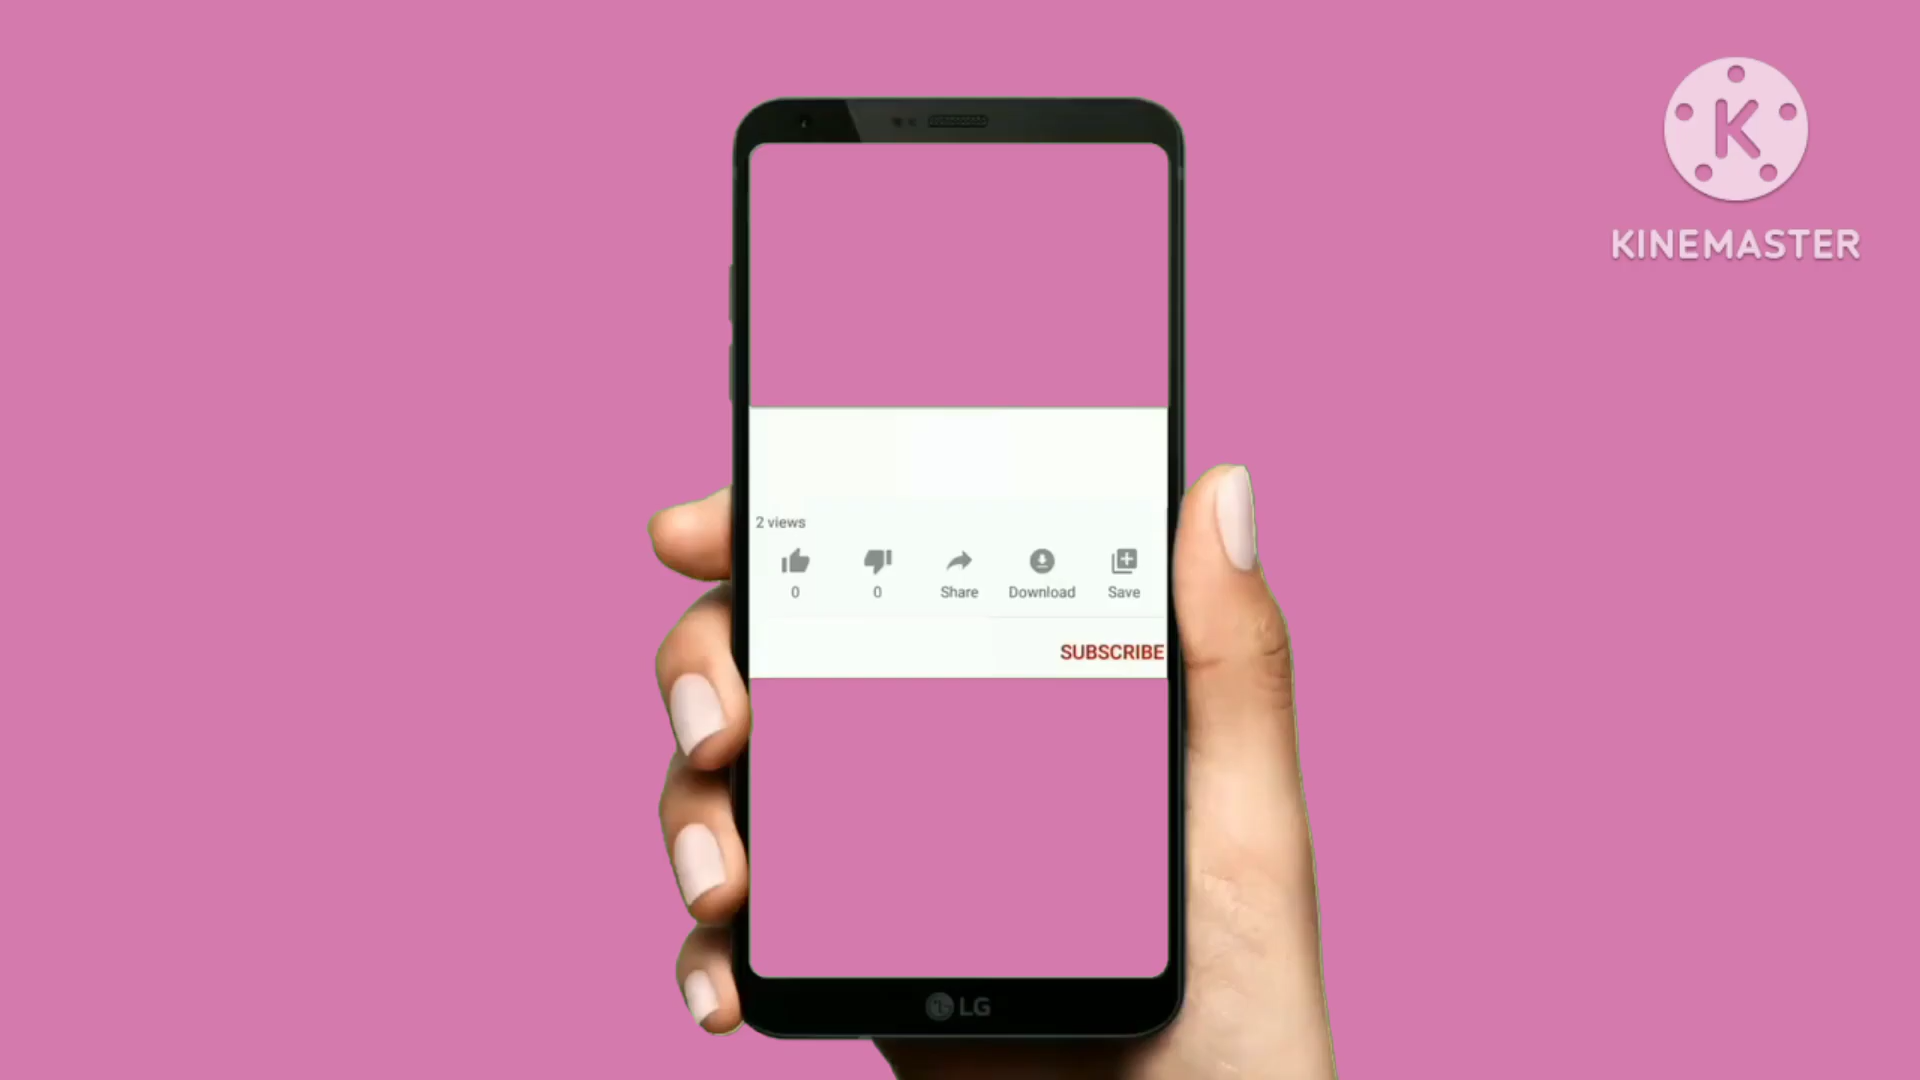 K
KINEMASTER
2 views
0 0 Share Download Save
SUBSCRIBE
LG